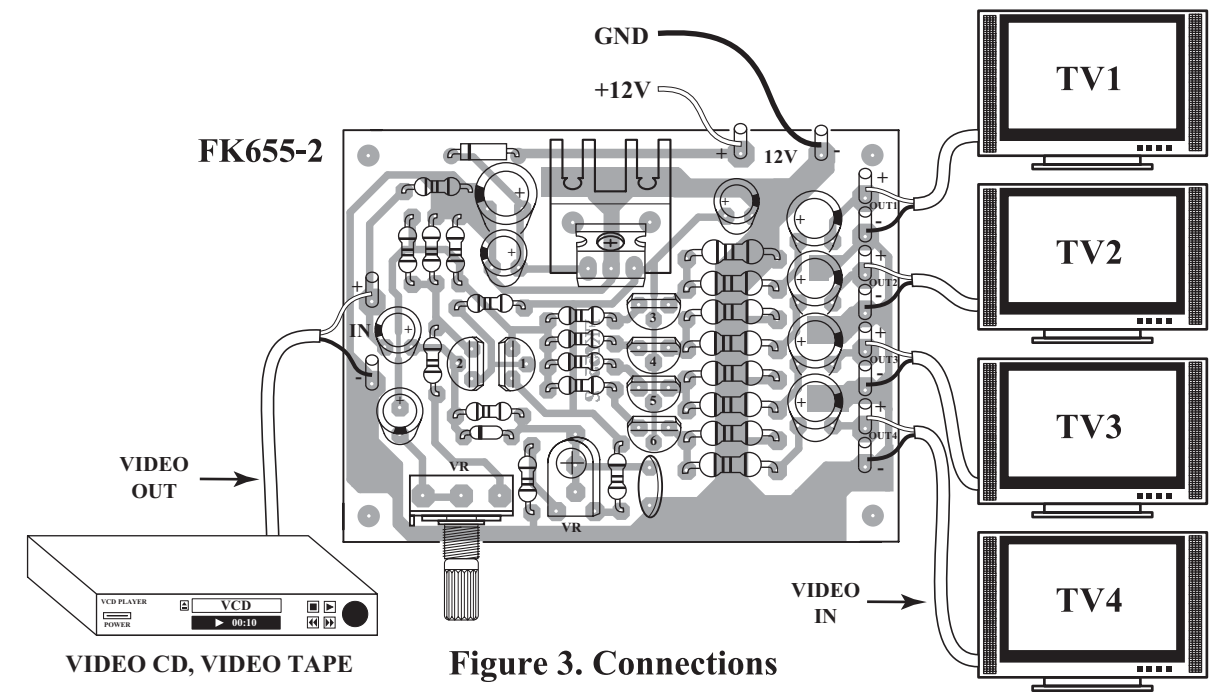 GND
+12V
FK655-2
+
12V
-
TV1
+
OUT1
-
TV2
+
OUT2
-
TV3
+
OUT3
-
TV4
+
OUT4
-
+
IN
-
+
+
+
+
+
+
+
+
+
2
1
3
4
5
6
VR
VR
VIDEO
OUT
VIDEO
IN
VCD PLAYER
POWER
VCD
▶ 00:10
VIDEO CD, VIDEO TAPE
Figure 3. Connections